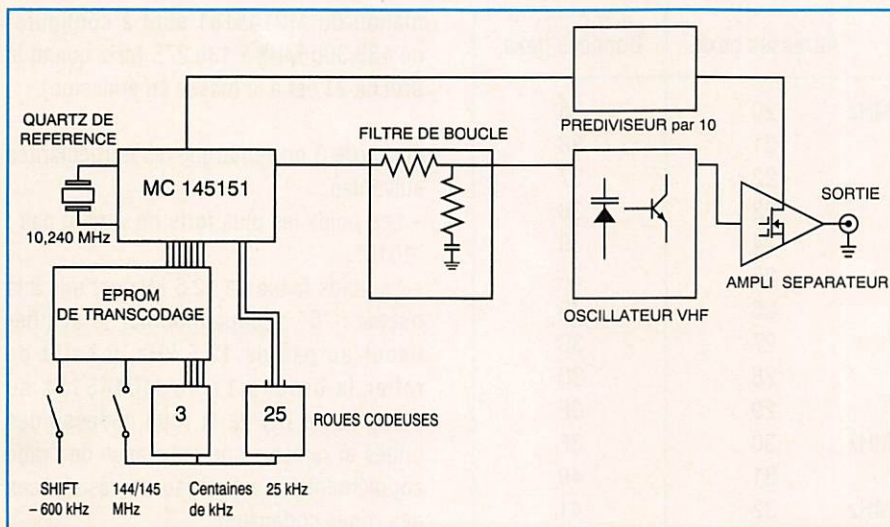 PREDIVISEUR par 10
QUARTZ DE
REFERENCE
10,240 MHz
MC 145151
FILTRE DE BOUCLE
OSCILLATEUR VHF
SORTIE
AMPLI SEPARATEUR
EPROM
DE TRANSCODAGE
3
25
ROUES CODEUSES
SHIFT
– 600 kHz
144/145
MHz
Centaines
de kHz
25 kHz